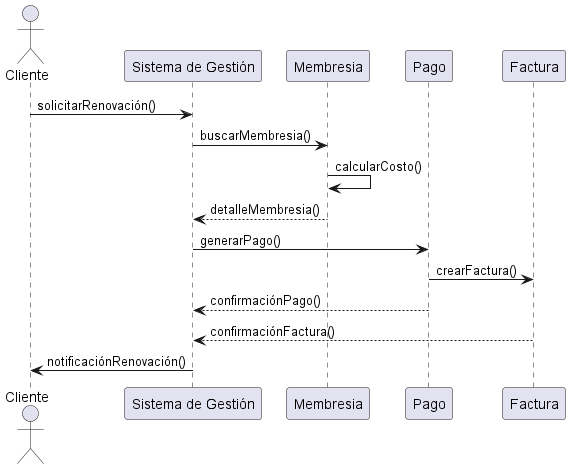 Cliente
Sistema de Gestión
Membresia
Pago
Factura
solicitarRenovación()
buscarMembresia()
calcularCosto()
detalleMembresia()
generarPago()
crearFactura()
confirmaciónPago()
confirmaciónFactura()
notificaciónRenovación()
Cliente
Sistema de Gestión
Membresia
Pago
Factura